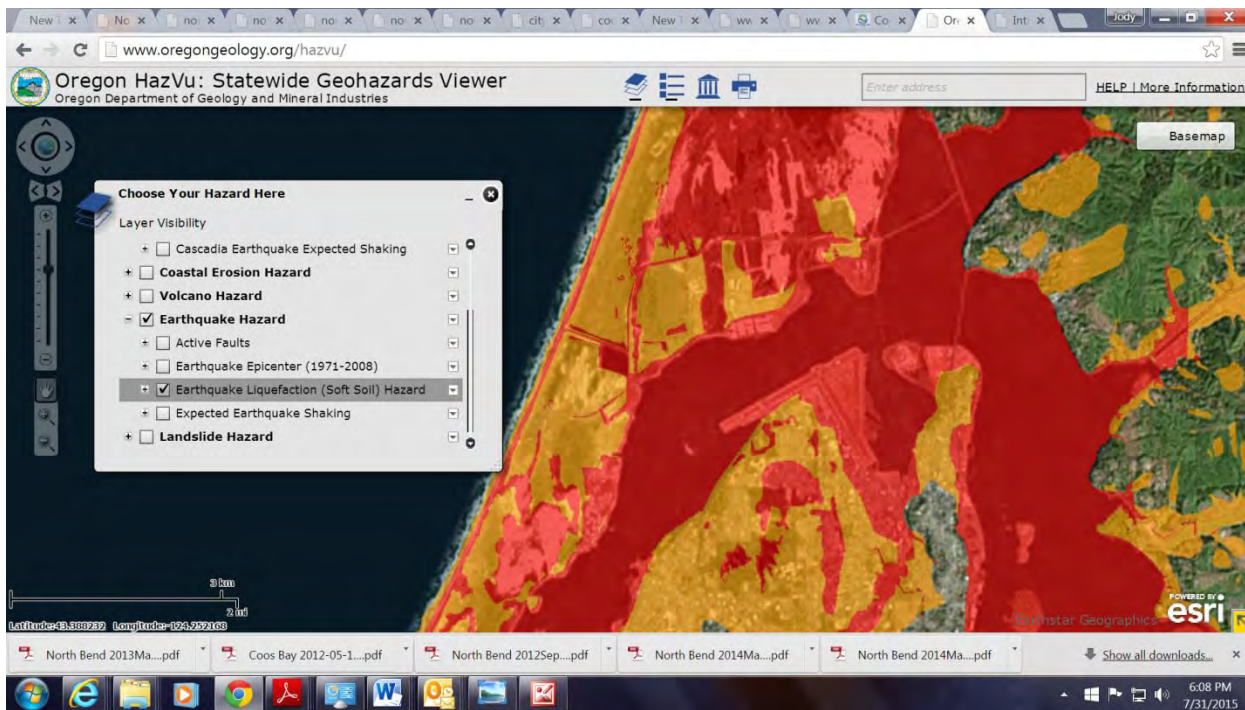 New T
No
no
no
no
no
no
cit
coo
New T
ww
wv
Co
Ore
Int
Jody
www.oregongeology.org/hazvu/
Oregon HazVu: Statewide Geohazards Viewer
Oregon Department of Geology and Mineral Industries
Enter address
HELP | More Information
Basemap
Choose Your Hazard Here
Layer Visibility
Cascadia Earthquake Expected Shaking
Coastal Erosion Hazard
Volcano Hazard
Earthquake Hazard
Active Faults
Earthquake Epicenter (1971-2008)
Earthquake Liquefaction (Soft Soil) Hazard
Expected Earthquake Shaking
Landslide Hazard
3 km
2 mi
Latitude:43.380232 Longitude:-124.252168
Earthstar Geographics
POWERED BY
esri
North Bend 2013Ma....pdf
Coos Bay 2012-05-1....pdf
North Bend 2012Sep....pdf
North Bend 2014Ma....pdf
North Bend 2014Ma....pdf
Show all downloads...
6:08 PM
7/31/2015